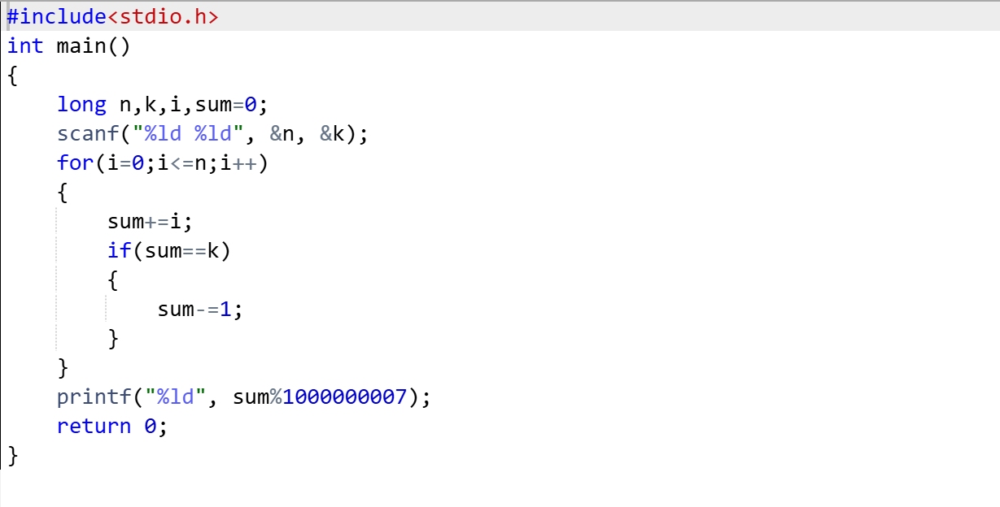 #include<stdio.h>
int main()
{
    long n,k,i,sum=0;
    scanf("%ld %ld", &n, &k);
    for(i=0;i<=n;i++)
    {
        sum+=i;
        if(sum==k)
        {
            sum-=1;
        }
    }
    printf("%ld", sum%1000000007);
    return 0;
}